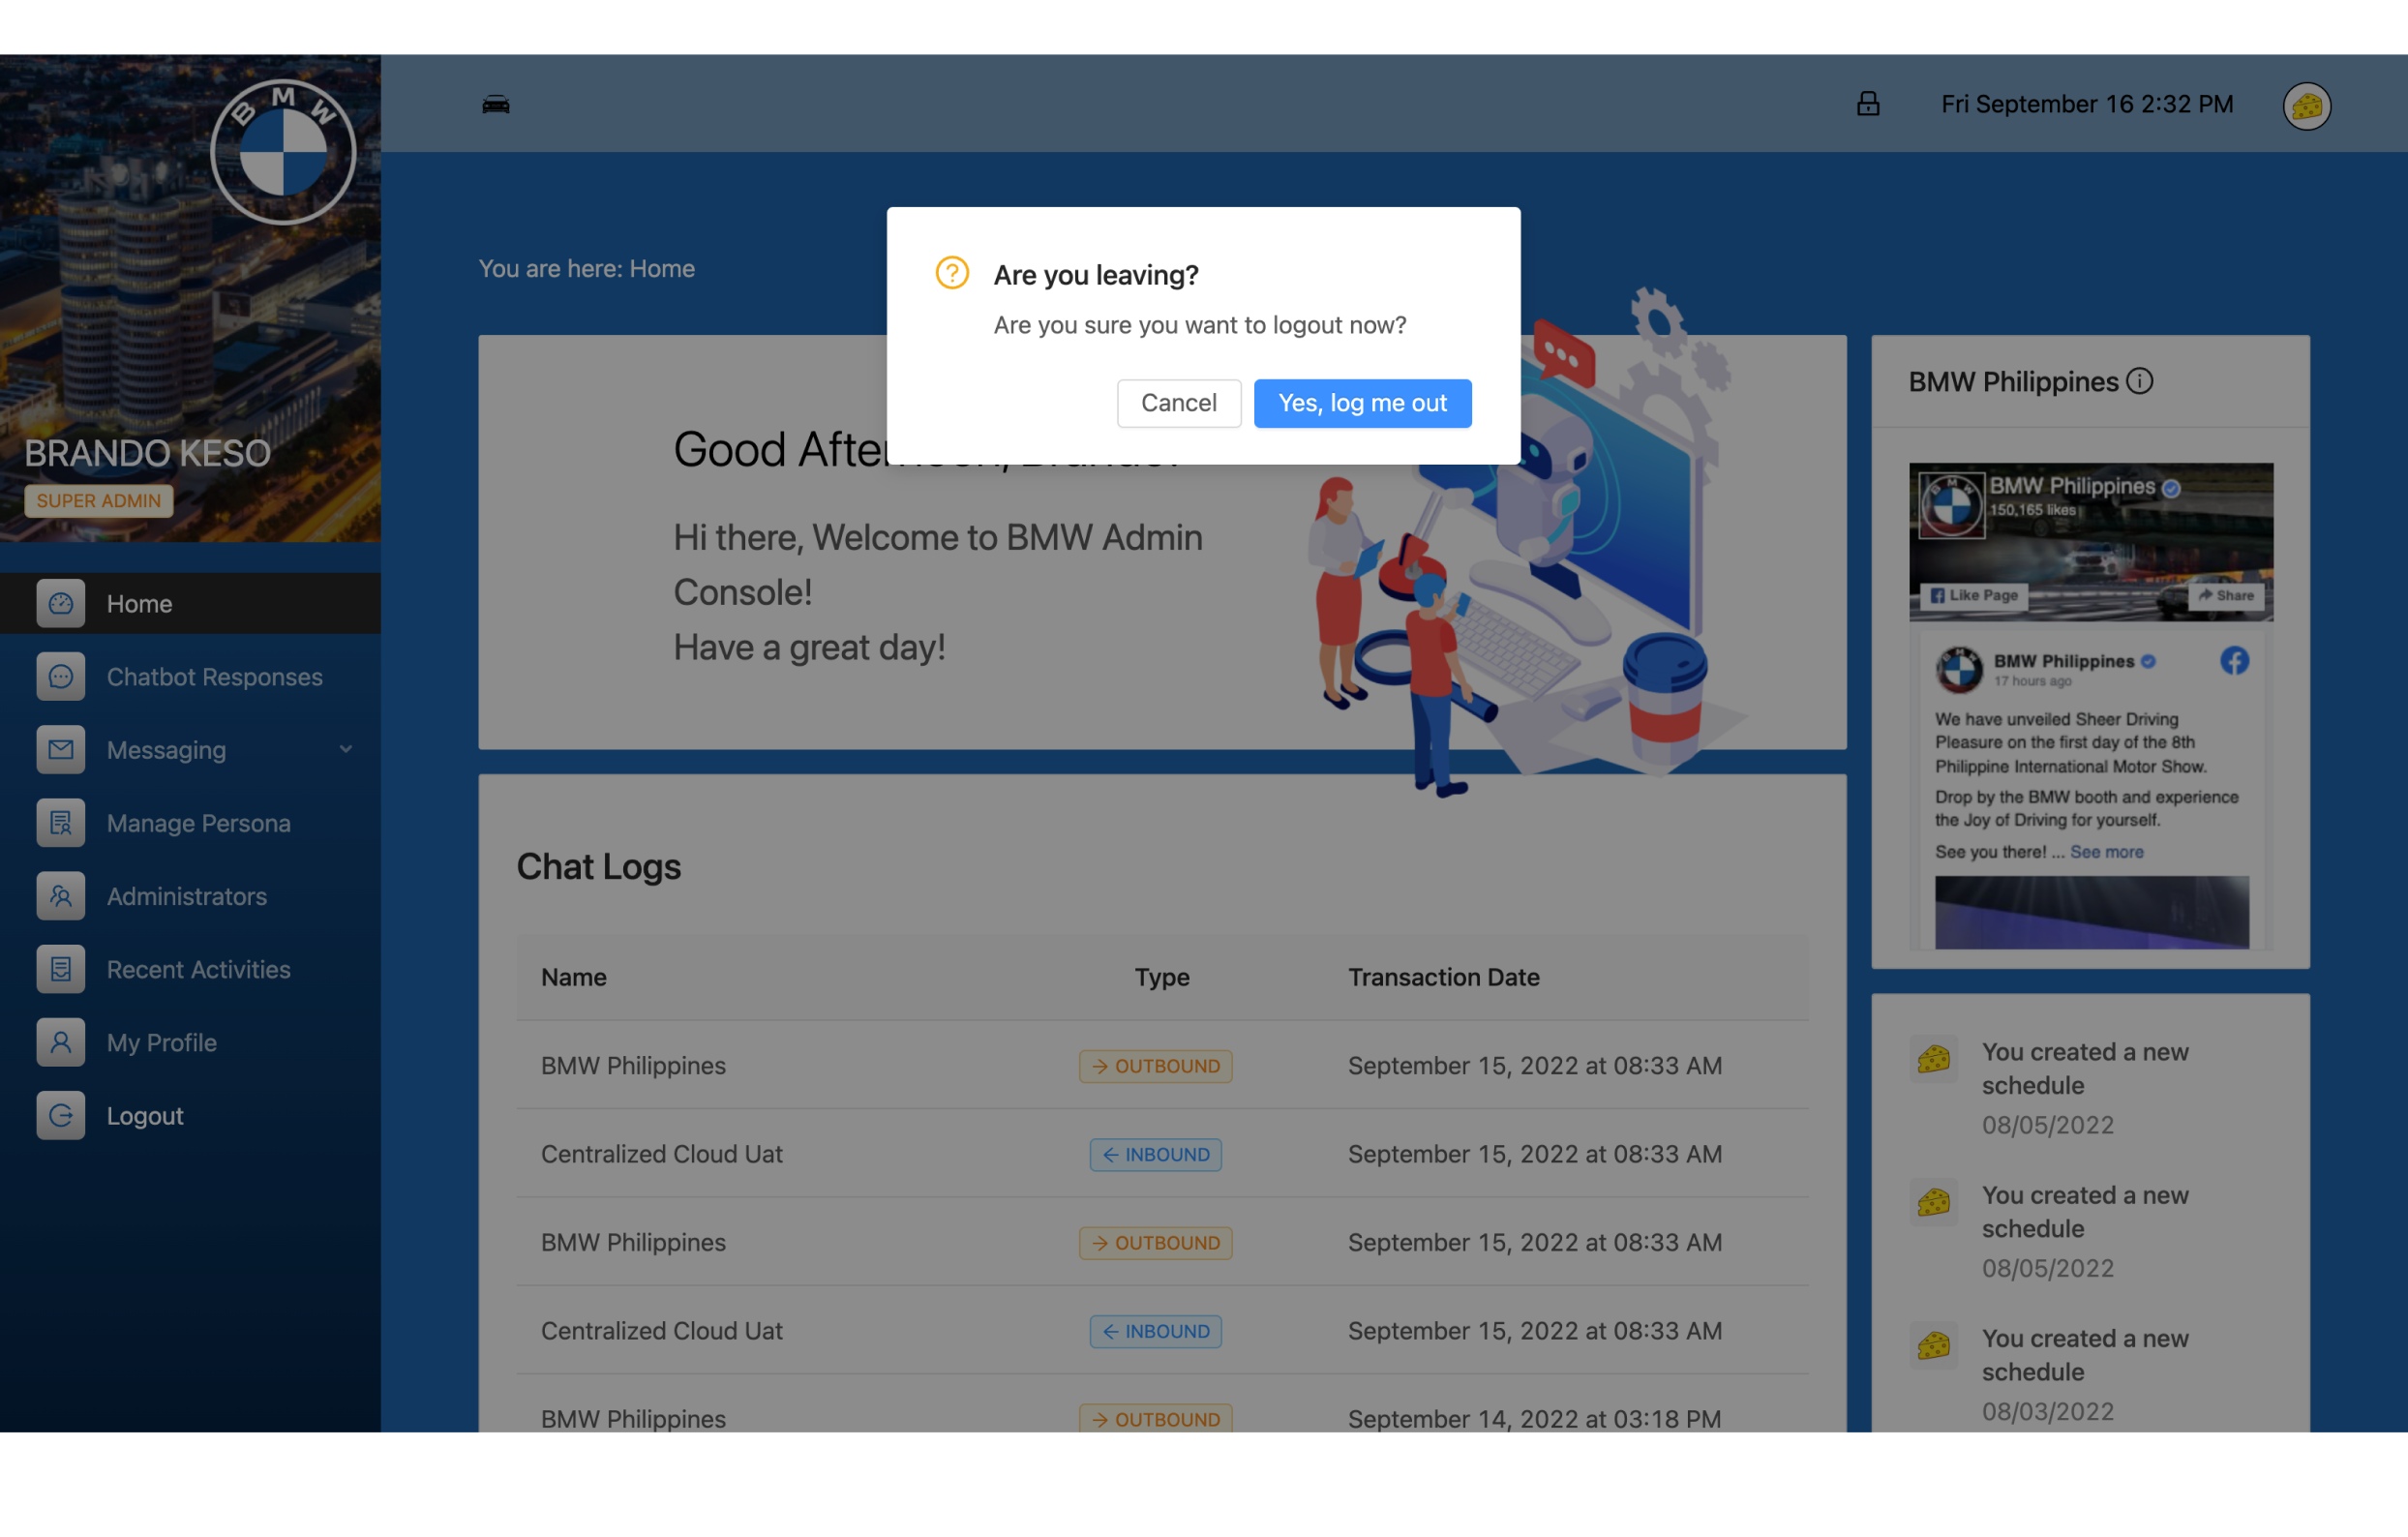 BMW
BRANDO KESO
SUPER ADMIN
Home
Chatbot Responses
Messaging
Manage Persona
Administrators
Recent Activities
My Profile
Logout
Fri September 16 2:32 PM
You are here: Home
Are you leaving?
Are you sure you want to logout now?
Cancel
Yes, log me out
Good
Hi there, Welcome to BMW Admin
Console!
Have a great day!
Chat Logs
Name Type Transaction Date
BMW Philippines → OUTBOUND September 15, 2022 at 08:33 AM
Centralized Cloud Uat ← INBOUND September 15, 2022 at 08:33 AM
BMW Philippines → OUTBOUND September 15, 2022 at 08:33 AM
Centralized Cloud Uat ← INBOUND September 15, 2022 at 08:33 AM
BMW Philippines → OUTBOUND September 14, 2022 at 03:18 PM
BMW Philippines
BMW Philippines
150,165 likes
Like Page
Share
BMW Philippines
17 hours ago
We have unveiled Sheer Driving
Pleasure on the first day of the 8th
Philippine International Motor Show.
Drop by the BMW booth and experience
the Joy of Driving for yourself.
See you there! ... See more
You created a new
schedule
08/05/2022
You created a new
schedule
08/05/2022
You created a new
schedule
08/03/2022